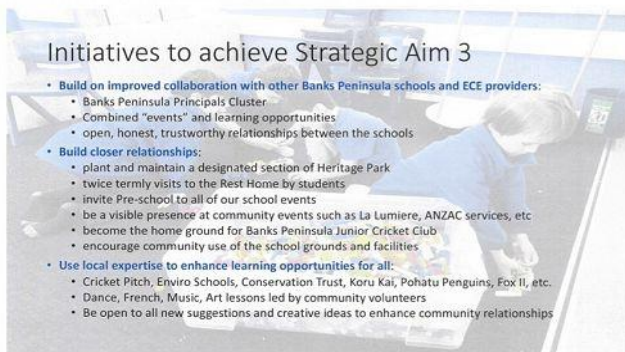 Initiatives to achieve Strategic Aim 3
• Build on improved collaboration with other Banks Peninsula schools and ECE providers:
• Banks Peninsula Principals Cluster
• Combined “events” and learning opportunities
• open, honest, trustworthy relationships between the schools
• Build closer relationships:
• plant and maintain a designated section of Heritage Park
• twice termly visits to the Rest Home by students
• invite Pre-school to all of our school events
• be a visible presence at community events such as La Lumiere, ANZAC services, etc
• become the home ground for Banks Peninsula Junior Cricket Club
• encourage community use of the school grounds and facilities
• Use local expertise to enhance learning opportunities for all:
• Cricket Pitch, Enviro Schools, Conservation Trust, Koru Kai, Pohatu Penguins, Fox II, etc.
• Dance, French, Music, Art lessons led by community volunteers
• Be open to all new suggestions and creative ideas to enhance community relationships